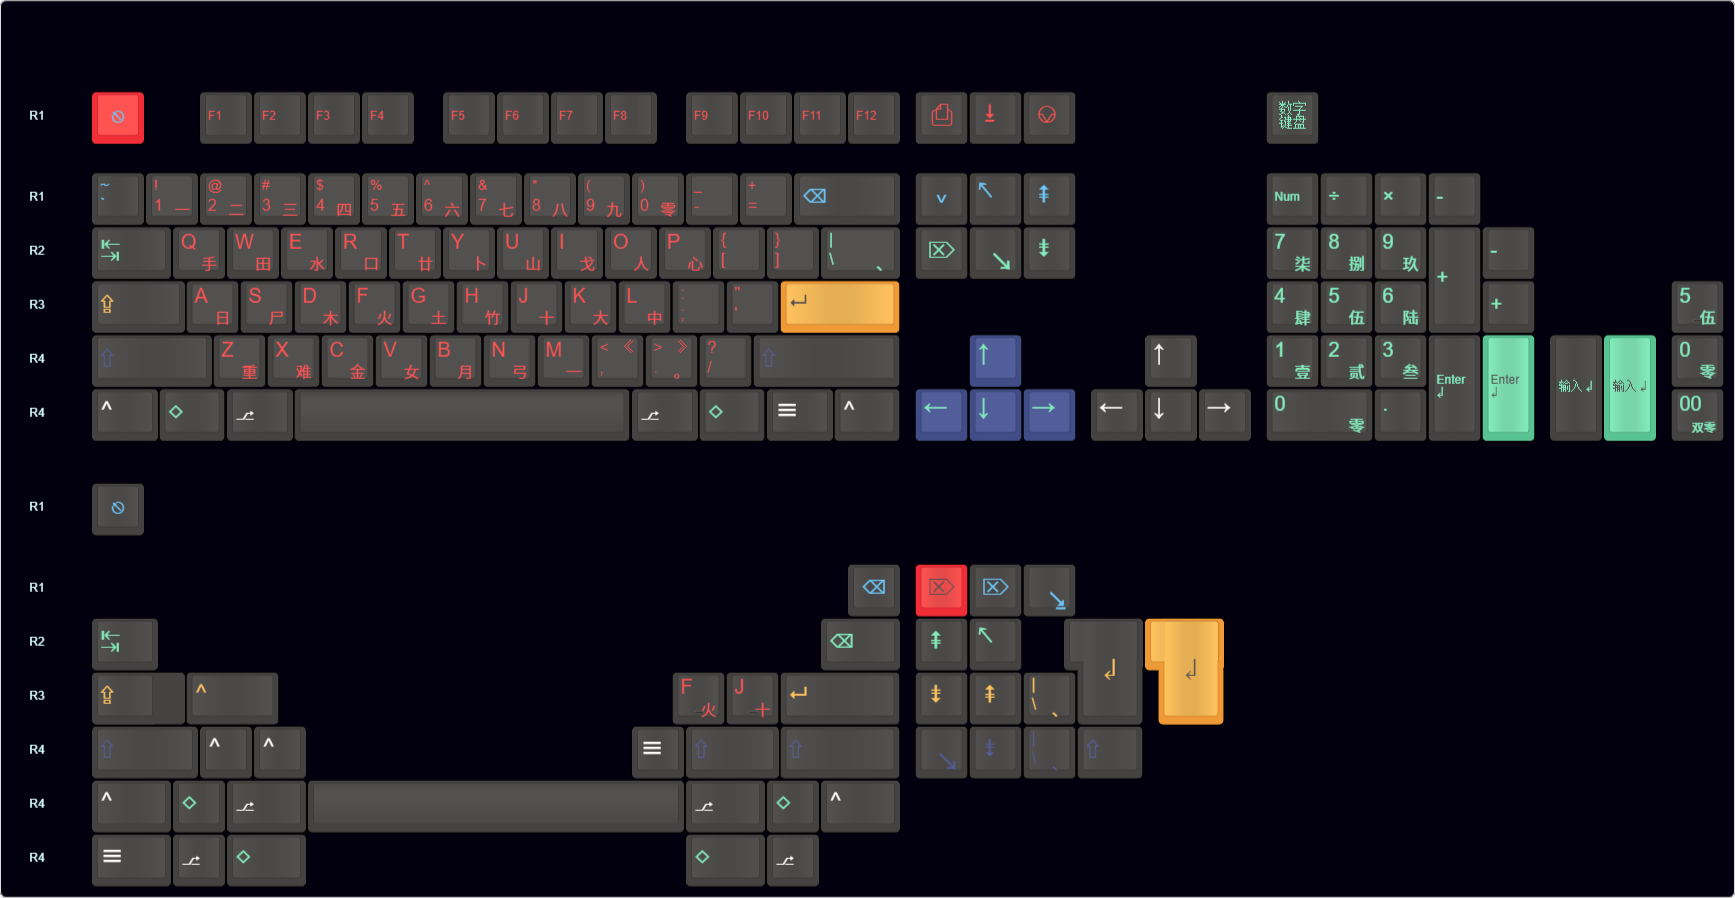 R1 F1 F2 F3 F4 F5 F6 F7 F8 F9 F10 F11 F12 数字
键盘
R1 ~ ` ! 1 一 @ 2 二 # 3 三 $ 4 四 % 5 五 ^ 6 六 & 7 七 * 8 八 ( 9 九 ) 0 零 _ - + = Num ÷ × -
R2 Q 手 W 田 E 水 R 口 T 廿 Y 卜 U 山 I 戈 O 人 P 心 { [ } ] | \ 、 7 柒 8 捌 9 玖 + -
R3 A 日 S 尸 D 木 F 火 G 土 H 竹 J 十 K 大 L 中 : ; " ' 4 肆 5 伍 6 陆 + 5 伍
R4 Z 重 X 难 C 金 V 女 B 月 N 弓 M 一 < 《 , > 》 . 。 ? / ↑ ↑ 1 壹 2 贰 3 叁 Enter ↲ Enter ↲ 输入 ↲ 输入 ↲ 0 零
R4 ^ ^ ← ↓ → ← ↓ → 0 零 . 00 双零
R1
R1
R2
R3 ^ F 火 J 十 | \ 、
R4 ^ ^ | \ 、
R4 ^ ^
R4